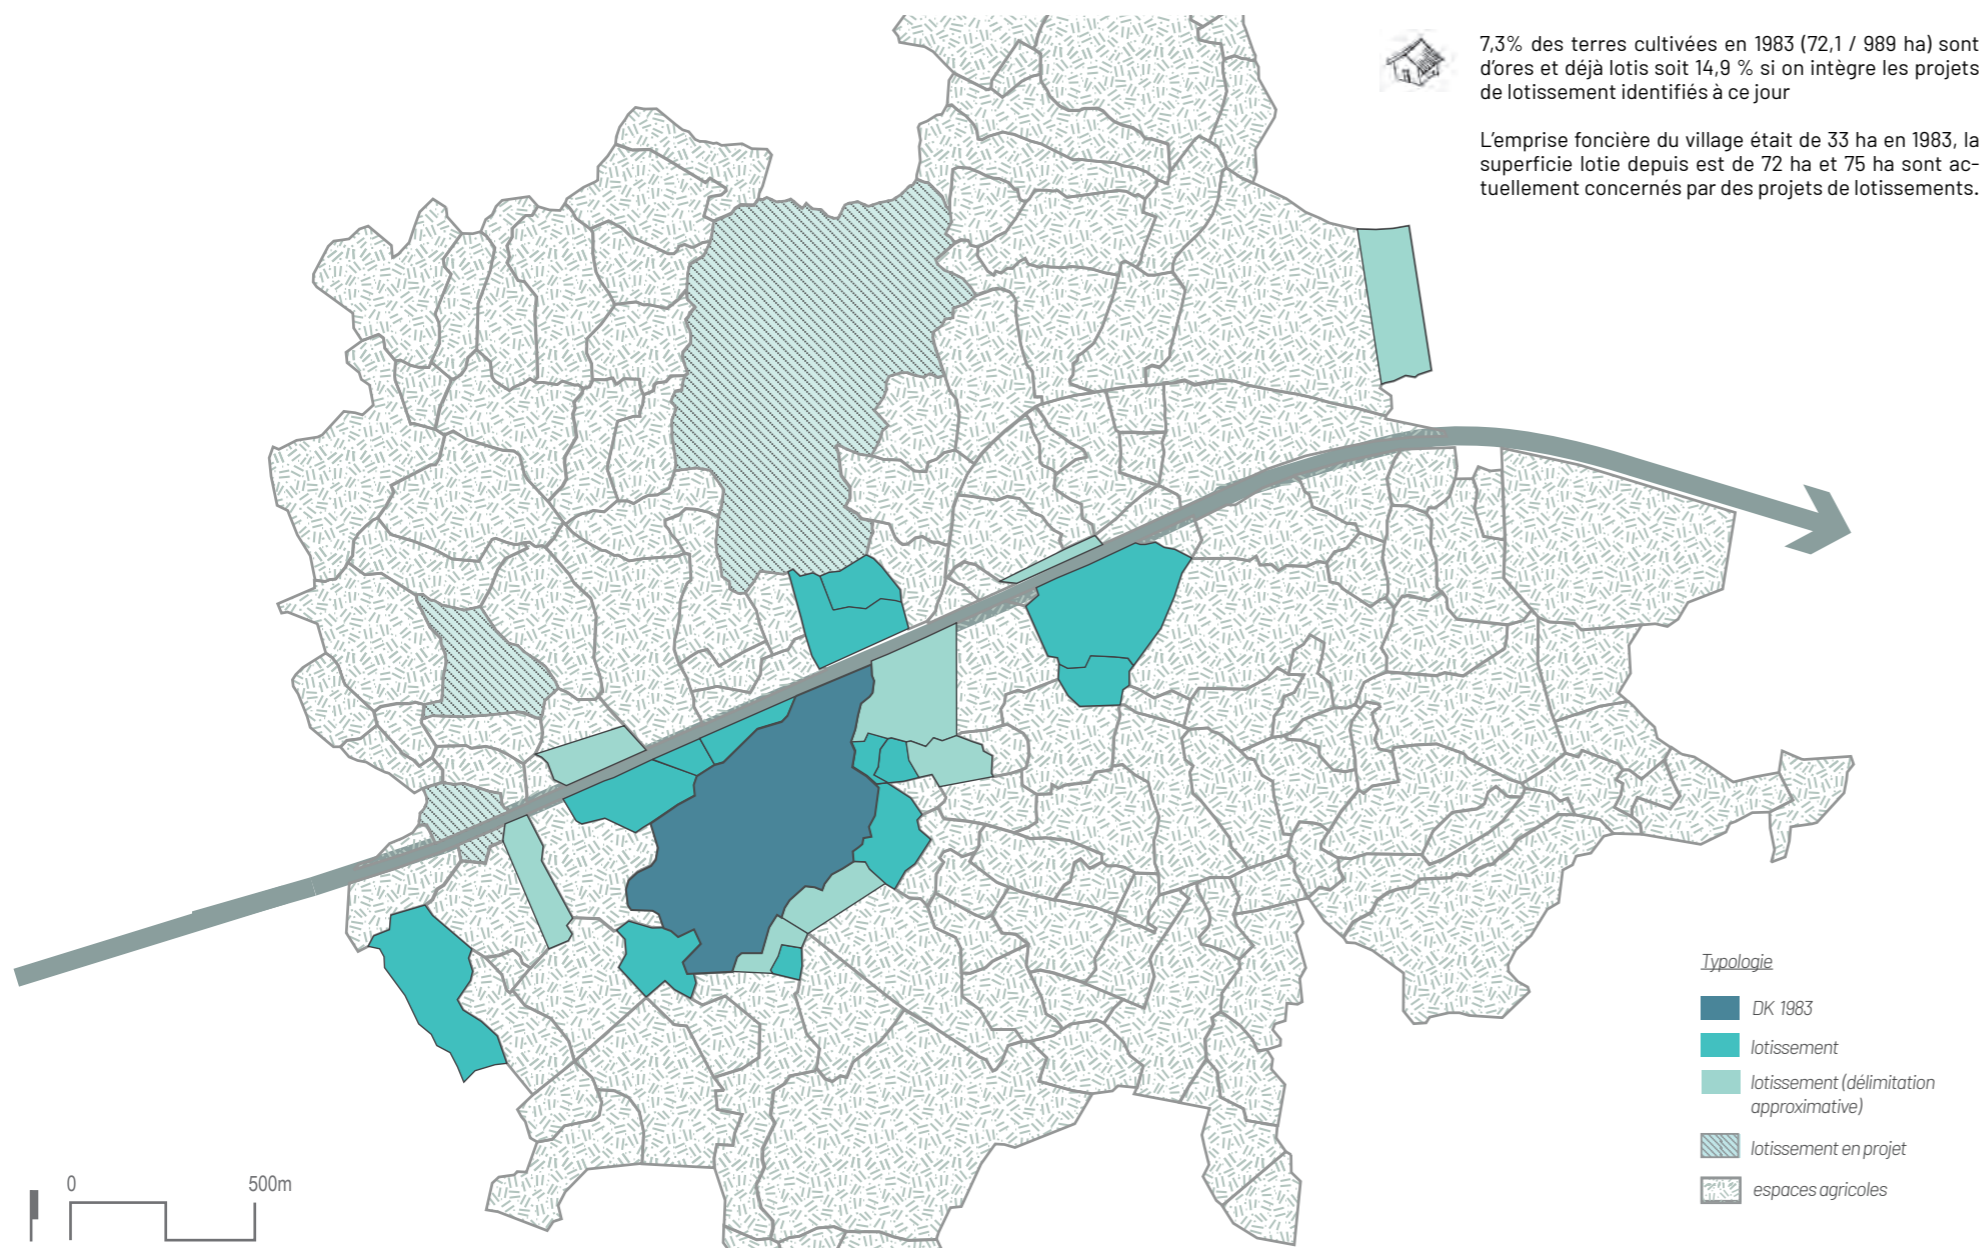 7,3% des terres cultivées en 1983 (72,1 / 989 ha) sont
d'ores et déjà lotis soit 14,9 % si on intègre les projets
de lotissement identifiés à ce jour
L'emprise foncière du village était de 33 ha en 1983, la
superficie lotie depuis est de 72 ha et 75 ha sont ac-
tuellement concernés par des projets de lotissements.
Typologie
DK 1983
lotissement
lotissement (délimitation
approximative)
lotissement en projet
espaces agricoles
0 500m